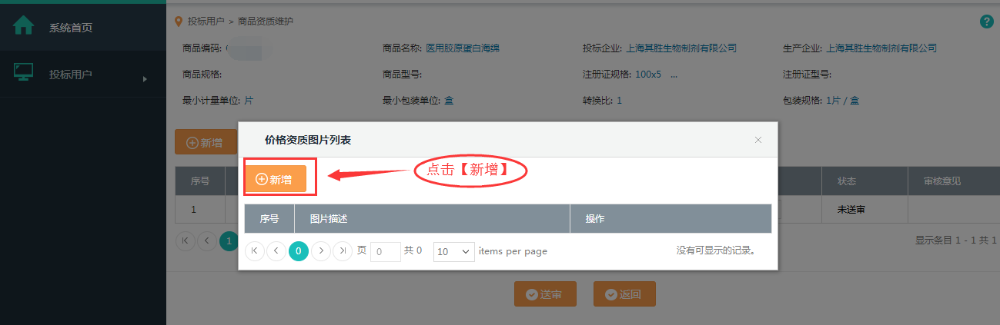 系统首页
投标用户
投标用户 > 商品资质维护
?
商品编码:
商品名称: 医用胶原蛋白海绵
投标企业: 上海其胜生物制剂有限公司
生产企业: 上海其胜生物制剂有限公司
商品规格:
商品型号:
注册证规格: 100x5 ...
注册证型号:
最小计量单位: 片
最小包装单位: 盒
转换比: 1
包装规格: 1片 / 盒
新增
价格资质图片列表
新增
点击【新增】
序号
状态
审核意见
1
未送审
序号
图片描述
操作
1
显示条目 1 - 1 共 1
0
页 0 共 0
10 items per page
没有可显示的记录。
送审
返回